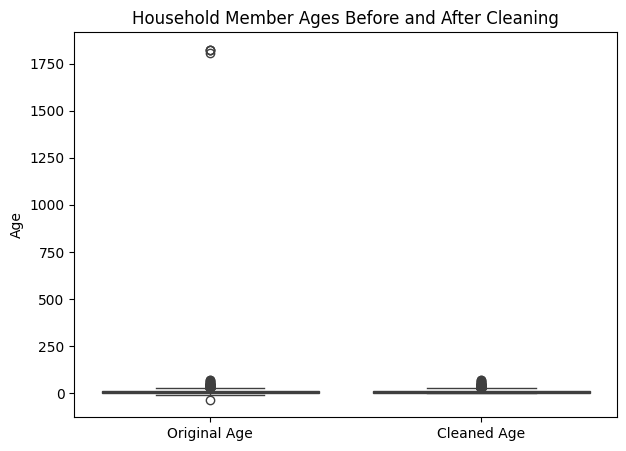 Household Member Ages Before and After Cleaning
1750
1500
1250
1000
750
500
250
0
Age
Original Age
Cleaned Age